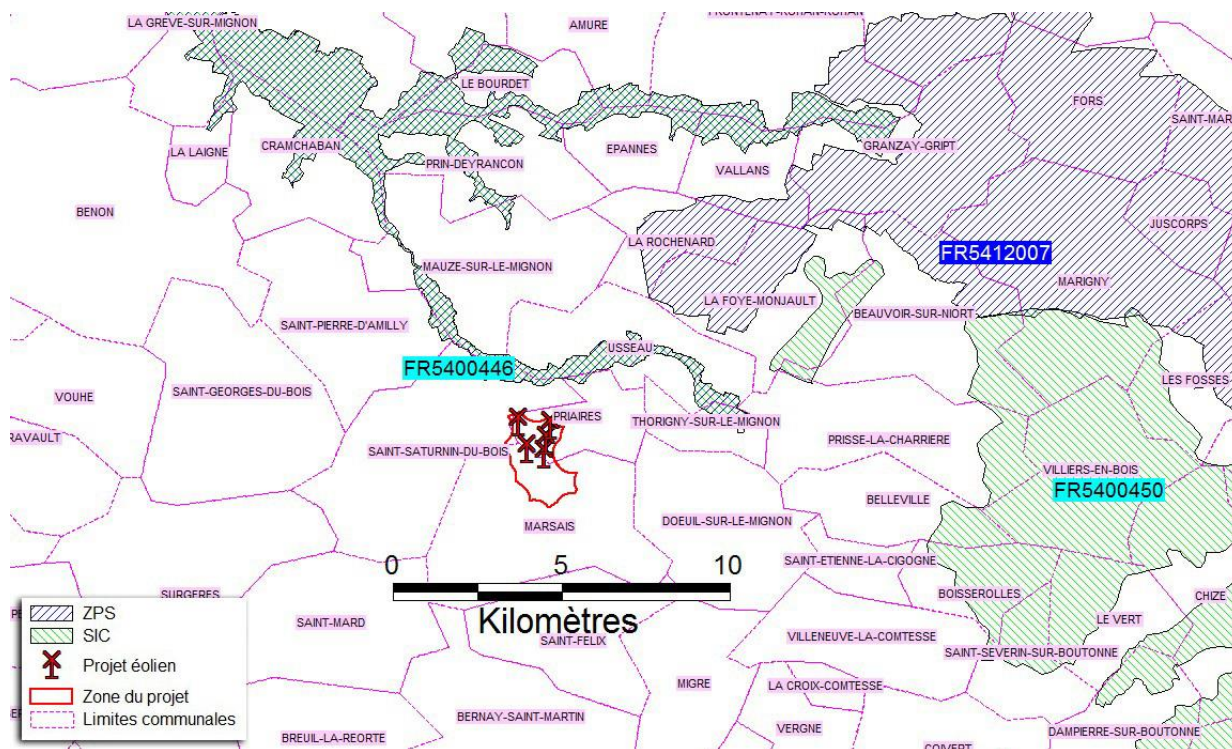 LA GREVE-SUR-MIGNON
AMURE
FRONTENAY-ROHAN-ROHAN
LE BOURDET
FORS
SAINT-MAR
LA LAIGNE
CRAMCHABAN
EPANNES
GRANZAY-GRIPT
PRIN-DEYRANCON
VALLANS
BENON
JUSCORPS
LA ROCHENARD
FR5412007
MAUZE-SUR-LE-MIGNON
MARIGNY
LA FOYE-MONJAULT
BEAUVOIR-SUR-NIORT
SAINT-PIERRE-D'AMILLY
USSEAU
FR5400446
LES FOSSES
SAINT-GEORGES-DU-BOIS
VOUHE
PRIAIRES
THORIGNY-SUR-LE-MIGNON
RAVAULT
PRISSE-LA-CHARRIERE
SAINT-SATURNIN-DU-BOIS
VILLIERS-EN-BOIS
FR5400450
BELLEVILLE
MARSAIS
DOEUIL-SUR-LE-MIGNON
0 5 10
Kilomètres
SAINT-ETIENNE-LA-CIGOGNE
BOISSEROLLES
CHIZE
SURGERES
SAINT-MARD
LE VERT
SAINT-FELIX
VILLENEUVE-LA-COMTESSE
SAINT-SEVERIN-SUR-BOUTONNE
MIGRE
LA CROIX-COMTESSE
BERNAY-SAINT-MARTIN
VERGNE
DAMPIERRE-SUR-BOUTONNE
BREUIL-LA-REORTE
COIVERT
ZPS
SIC
Projet éolien
Zone du projet
Limites communales